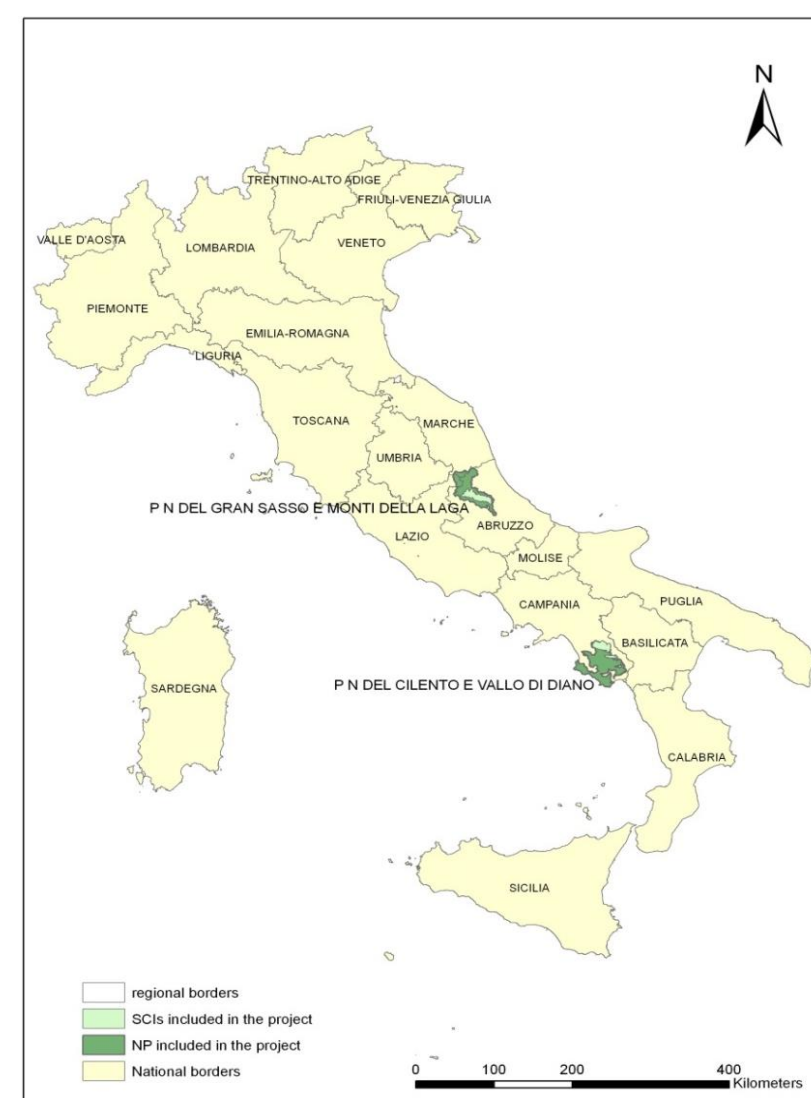 N
TRENTINO-ALTO ADIGE
FRIULI-VENEZIA GIULIA
VALLE D'AOSTA
LOMBARDIA
VENETO
PIEMONTE
EMILIA-ROMAGNA
LIGURIA
TOSCANA
MARCHE
UMBRIA
P N DEL GRAN SASSO E MONTI DELLA LAGA
ABRUZZO
LAZIO
MOLISE
CAMPANIA
PUGLIA
BASILICATA
P N DEL CILENTO E VALLO DI DIANO
SARDEGNA
CALABRIA
SICILIA
regional borders
SCIs included in the project
NP included in the project
National borders
0 100 200 400
Kilometers